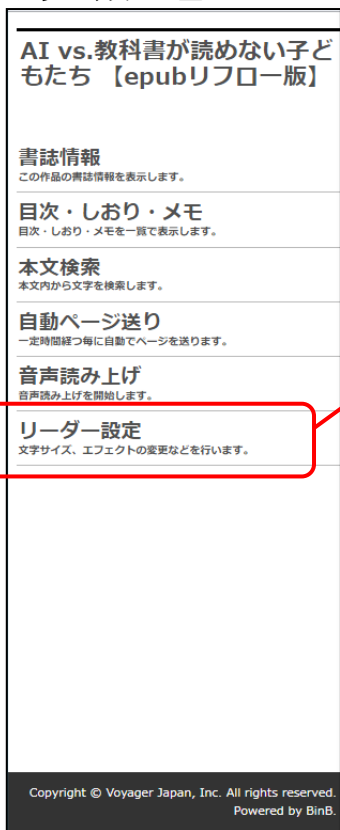 AI vs.教科書が読めない子ど
もたち 【epubリフロー版】
書誌情報
この作品の書誌情報を表示します。
目次・しおり・メモ
目次・しおり・メモを一覧で表示します。
本文検索
本文内から文字を検索します。
自動ページ送り
一定時間経つ毎に自動でページを送ります。
音声読み上げ
音声読み上げを開始します。
リーダー設定
文字サイズ、エフェクトの変更などを行います。
Copyright © Voyager Japan, Inc. All rights reserved.
Powered by BinB.